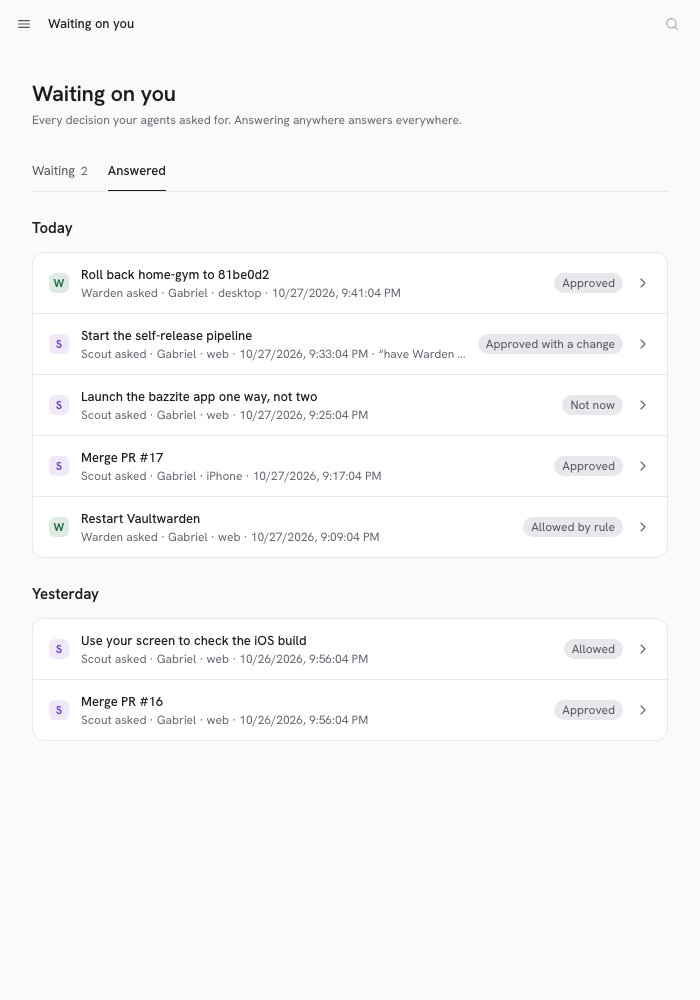 Waiting on you
Waiting on you
Every decision your agents asked for. Answering anywhere answers everywhere.
Waiting 2 Answered
Today
W Roll back home-gym to 81be0d2 Approved
Warden asked · Gabriel · desktop · 10/27/2026, 9:41:04 PM
S Start the self-release pipeline Approved with a change
Scout asked · Gabriel · web · 10/27/2026, 9:33:04 PM · “have Warden …
S Launch the bazzite app one way, not two Not now
Scout asked · Gabriel · web · 10/27/2026, 9:25:04 PM
S Merge PR #17 Approved
Scout asked · Gabriel · iPhone · 10/27/2026, 9:17:04 PM
W Restart Vaultwarden Allowed by rule
Warden asked · Gabriel · web · 10/27/2026, 9:09:04 PM
Yesterday
S Use your screen to check the iOS build Allowed
Scout asked · Gabriel · web · 10/26/2026, 9:56:04 PM
S Merge PR #16 Approved
Scout asked · Gabriel · web · 10/26/2026, 9:56:04 PM